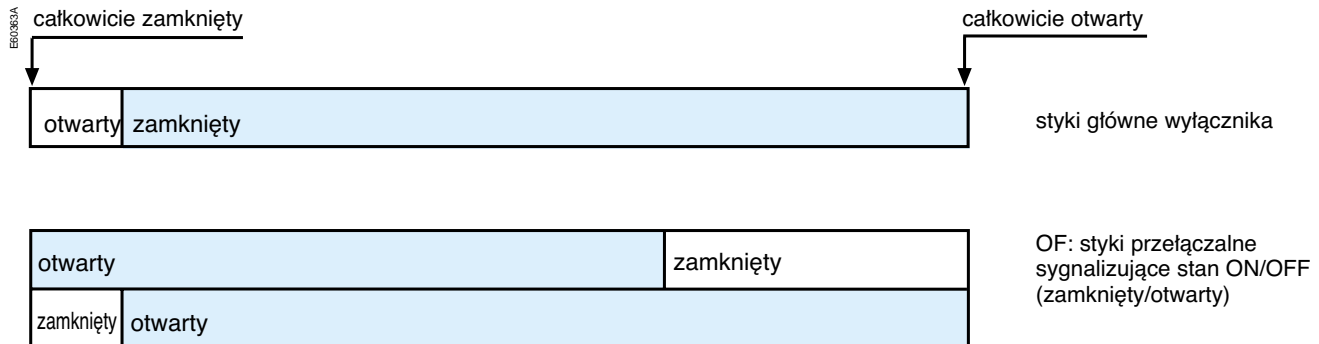 E60363A
całkowicie zamknięty
całkowicie otwarty
otwarty zamknięty
styki główne wyłącznika
otwarty zamknięty
OF: styki przełączalne
sygnalizujące stan ON/OFF
(zamknięty/otwarty)
zamknięty otwarty